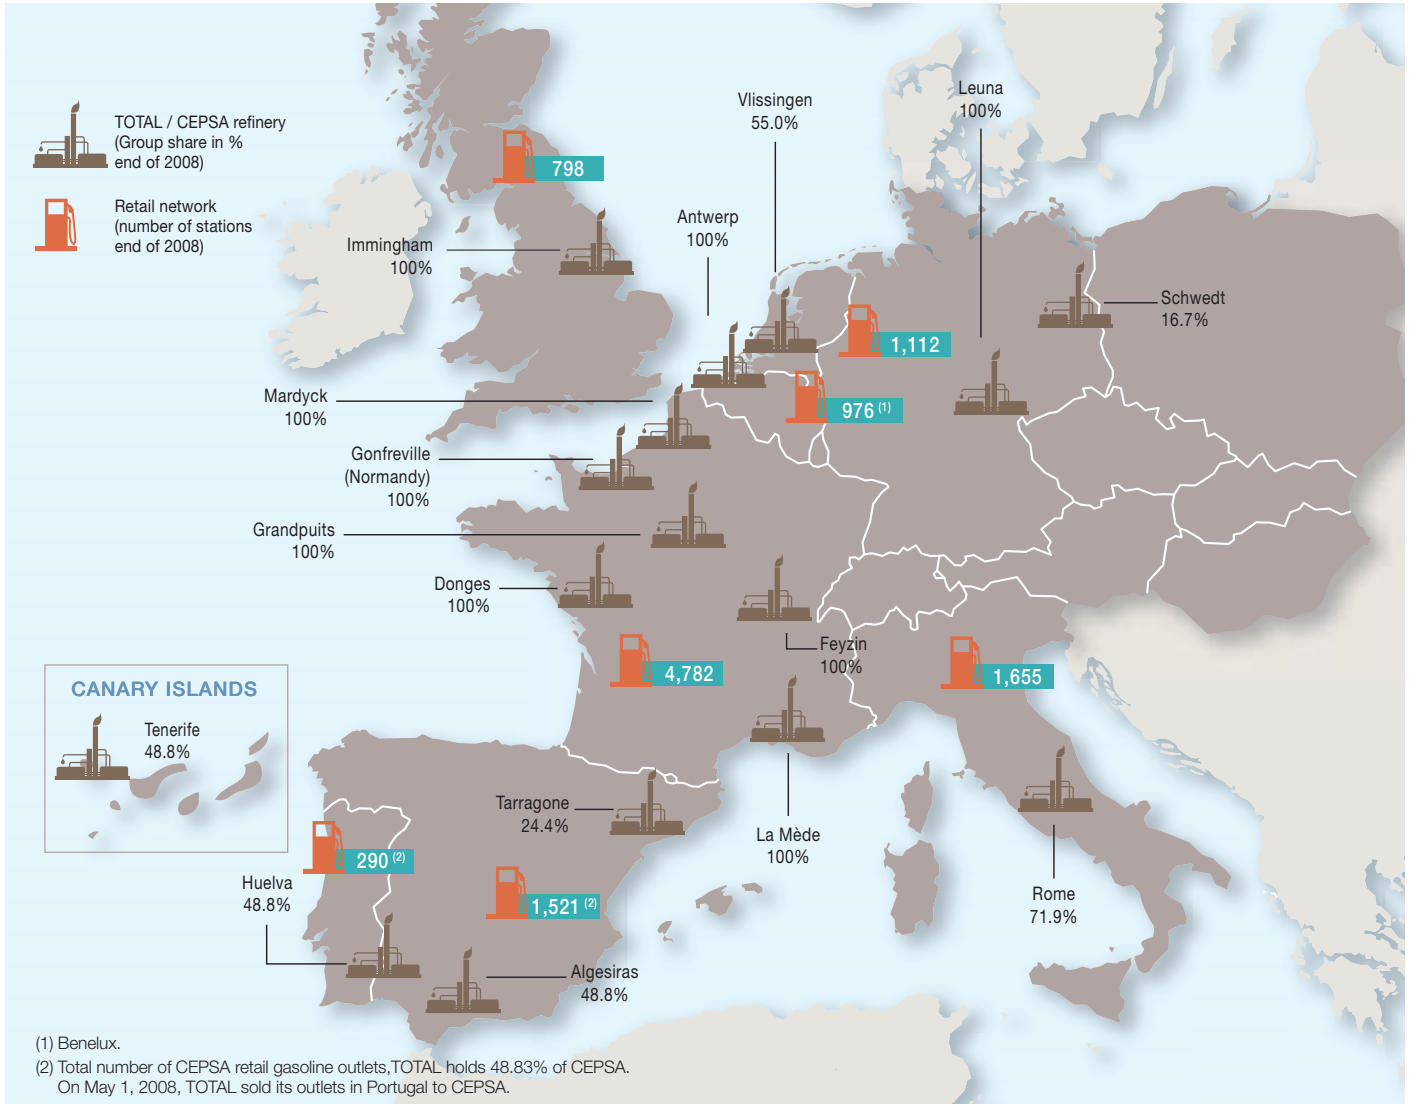 TOTAL / CEPSA refinery
(Group share in %
end of 2008)
Retail network
(number of stations
end of 2008)
798
Immingham
100%
Antwerp
100%
Vlissingen
55.0%
Leuna
100%
Schwedt
16.7%
1,112
976 (1)
Mardyck
100%
Gonfreville
(Normandy)
100%
Grandpuits
100%
Donges
100%
Feyzin
100%
4,782
1,655
CANARY ISLANDS
Tenerife
48.8%
Tarragone
24.4%
La Mède
100%
Rome
71.9%
290 (2)
1,521 (2)
Huelva
48.8%
Algesiras
48.8%
(1) Benelux.
(2) Total number of CEPSA retail gasoline outlets,TOTAL holds 48.83% of CEPSA.
On May 1, 2008, TOTAL sold its outlets in Portugal to CEPSA.